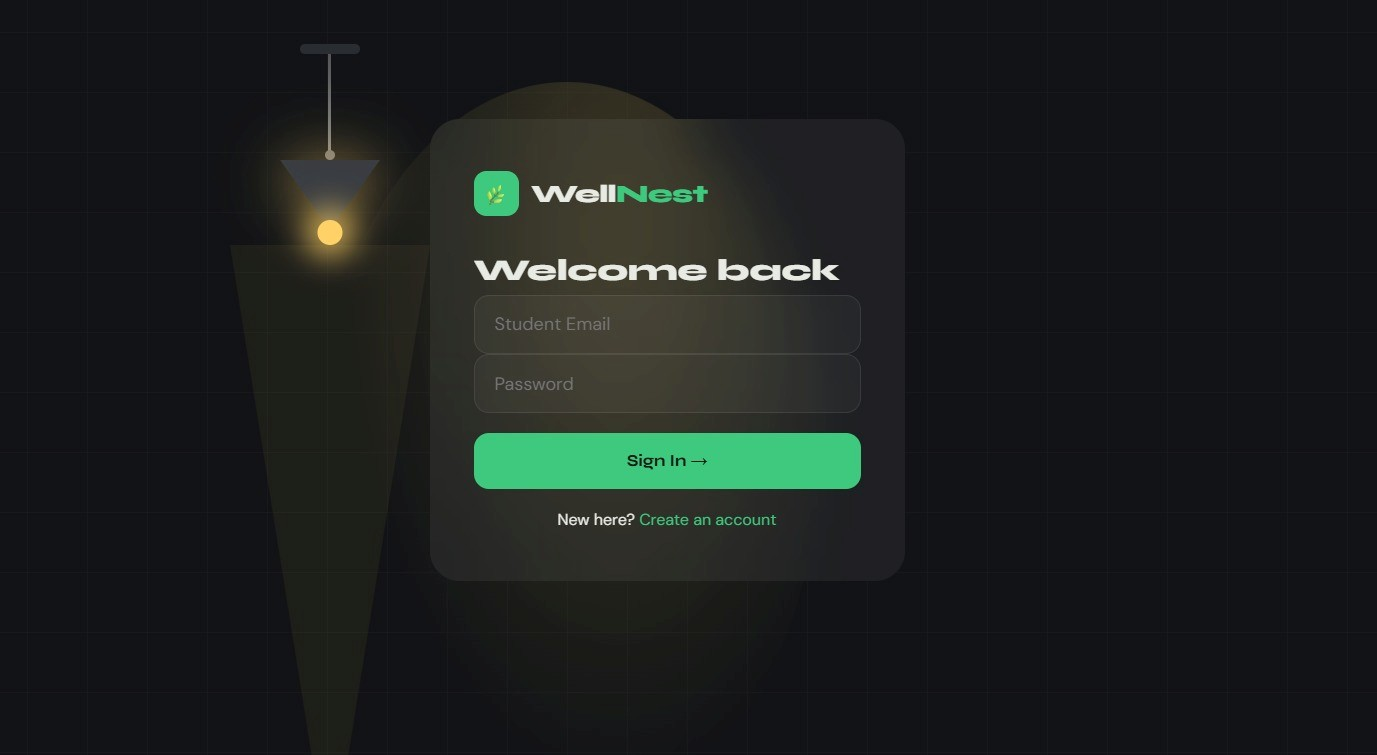 WellNest
Welcome back
Student Email
Password
Sign In →
New here? Create an account